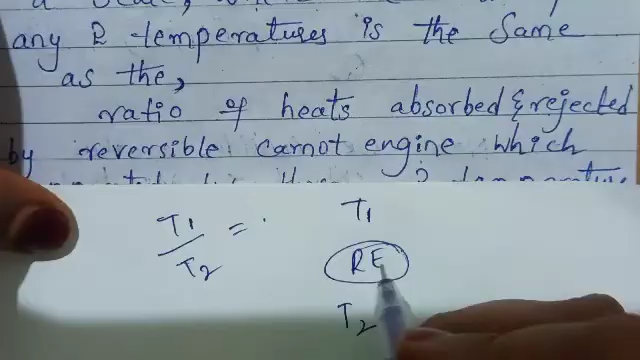 a
any 2 temperatures is the same
as the,
ratio of heats absorbed & rejected
by reversible carnot engine which
T1
T1/T2 = .
RE
T2